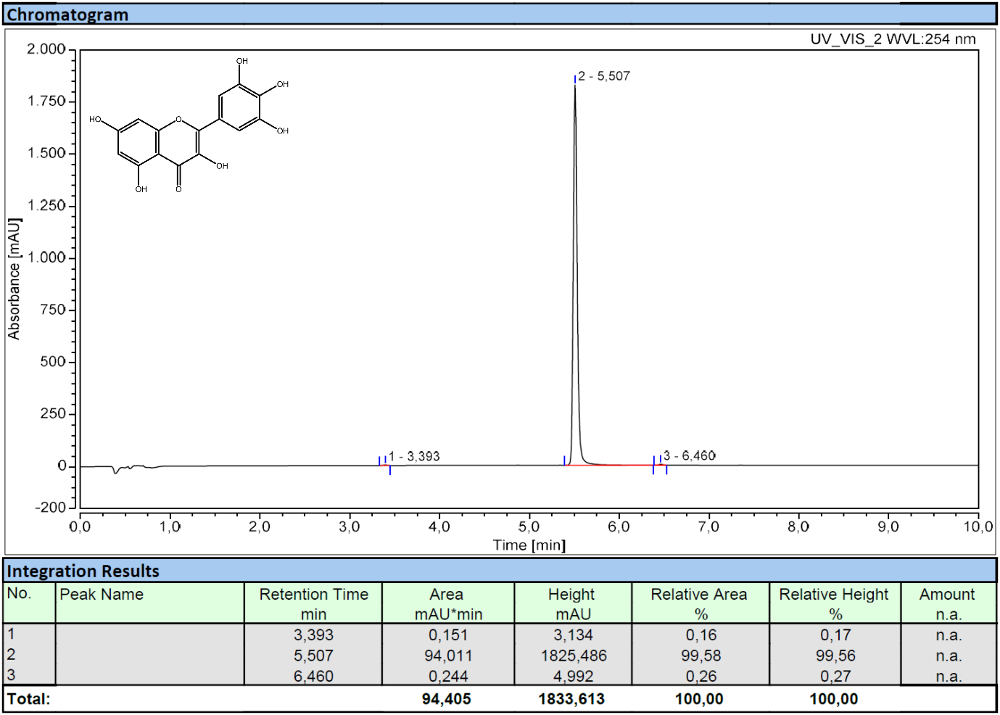 Chromatogram
UV_VIS_2 WVL:254 nm
Absorbance [mAU]
2.000
1.750
1.500
1.250
1.000
750
500
250
0
-200
OH
OH
HO
O
OH
OH
OH
O
2 - 5,507
1 - 3,393
3 - 6,460
0,0 1,0 2,0 3,0 4,0 5,0 6,0 7,0 8,0 9,0 10,0
Time [min]
Integration Results
No. Peak Name Retention Time Area Height Relative Area Relative Height Amount
min mAU*min mAU % % n.a.
1 3,393 0,151 3,134 0,16 0,17 n.a.
2 5,507 94,011 1825,486 99,58 99,56 n.a.
3 6,460 0,244 4,992 0,26 0,27 n.a.
Total: 94,405 1833,613 100,00 100,00